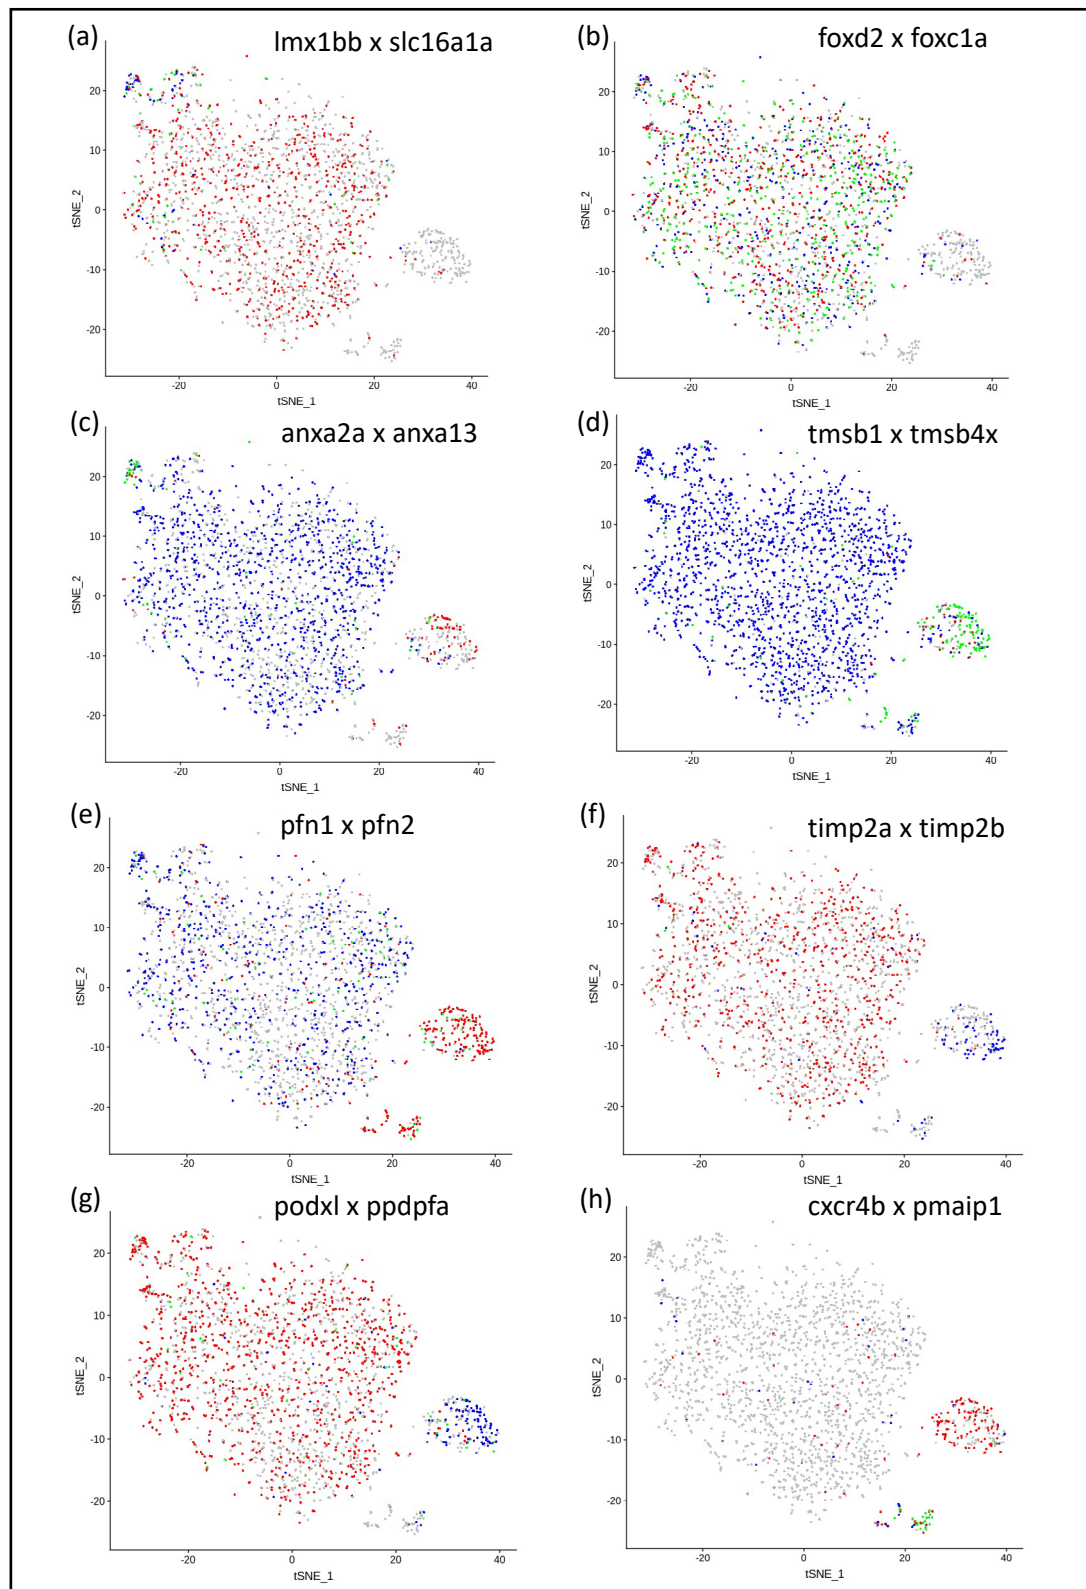 (a) lmx1bb x slc16a1a
20
10
0
-10
-20
tSNE_2
-20 0 20 40
tSNE_1
(b) foxd2 x foxc1a
20
10
0
-10
-20
tSNE_2
-20 0 20 40
tSNE_1
(c) anxa2a x anxa13
20
10
0
-10
-20
tSNE_2
-20 0 20 40
tSNE_1
(d) tmsb1 x tmsb4x
20
10
0
-10
-20
tSNE_2
-20 0 20 40
tSNE_1
(e) pfn1 x pfn2
20
10
0
-10
-20
tSNE_2
-20 0 20 40
tSNE_1
(f) timp2a x timp2b
20
10
0
-10
-20
tSNE_2
-20 0 20 40
tSNE_1
(g) podxl x ppdpfa
20
10
0
-10
-20
tSNE_2
-20 0 20 40
tSNE_1
(h) cxcr4b x pmaip1
20
10
0
-10
-20
tSNE_2
-20 0 20 40
tSNE_1